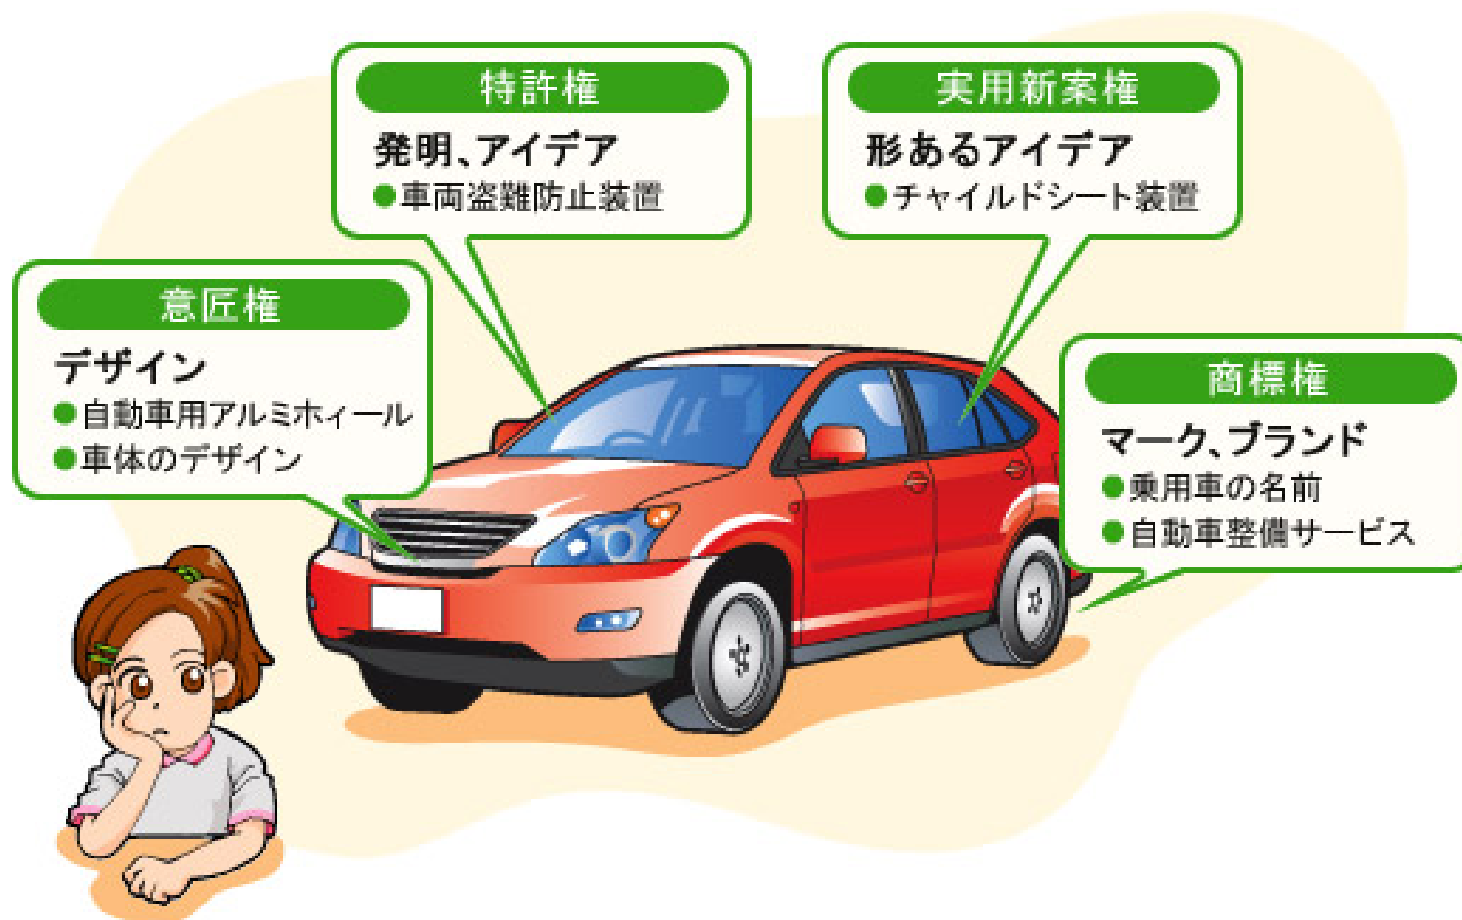 特許権
発明、アイデア
●車両盗難防止装置
実用新案権
形あるアイデア
●チャイルドシート装置
意匠権
デザイン
●自動車用アルミホィール
●車体のデザイン
商標権
マーク、ブランド
●乗用車の名前
●自動車整備サービス